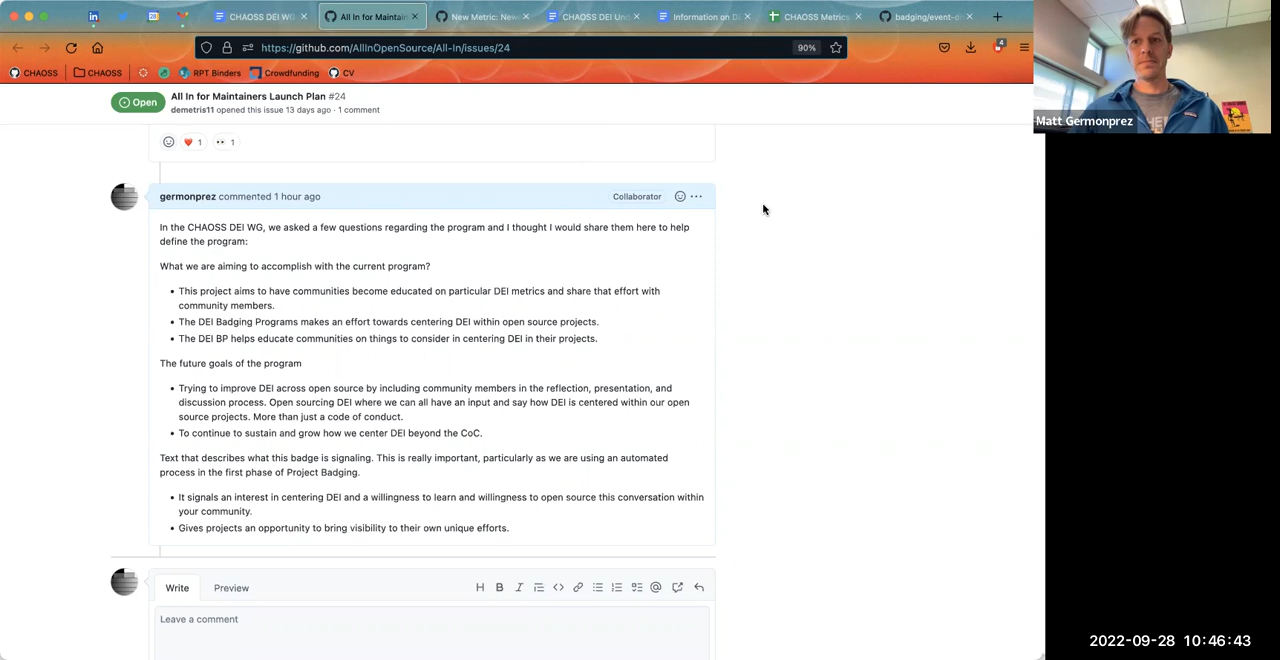 CHAOSS DEI WG
All In for Maintain
New Metric: New
CHAOSS DEI Un
Information on D
CHAOSS Metrics
badging/event-d
https://github.com/AllInOpenSource/All-In/issues/24
90%
4
CHAOSS
CHAOSS
RPT Binders
Crowdfunding
CV
Open
All In for Maintainers Launch Plan #24
demetris11 opened this issue 13 days ago · 1 comment
1
1
germonprez commented 1 hour ago
Collaborator
In the CHAOSS DEI WG, we asked a few questions regarding the program and I thought I would share them here to help
define the program:
What we are aiming to accomplish with the current program?
• This project aims to have communities become educated on particular DEI metrics and share that effort with
community members.
• The DEI Badging Programs makes an effort towards centering DEI within open source projects.
• The DEI BP helps educate communities on things to consider in centering DEI in their projects.
The future goals of the program
• Trying to improve DEI across open source by including community members in the reflection, presentation, and
discussion process. Open sourcing DEI where we can all have an input and say how DEI is centered within our open
source projects. More than just a code of conduct.
• To continue to sustain and grow how we center DEI beyond the CoC.
Text that describes what this badge is signaling. This is really important, particularly as we are using an automated
process in the first phase of Project Badging.
• It signals an interest in centering DEI and a willingness to learn and willingness to open source this conversation within
your community.
• Gives projects an opportunity to bring visibility to their own unique efforts.
Write
Preview
Leave a comment
Matt Germonprez
2022-09-28 10:46:43